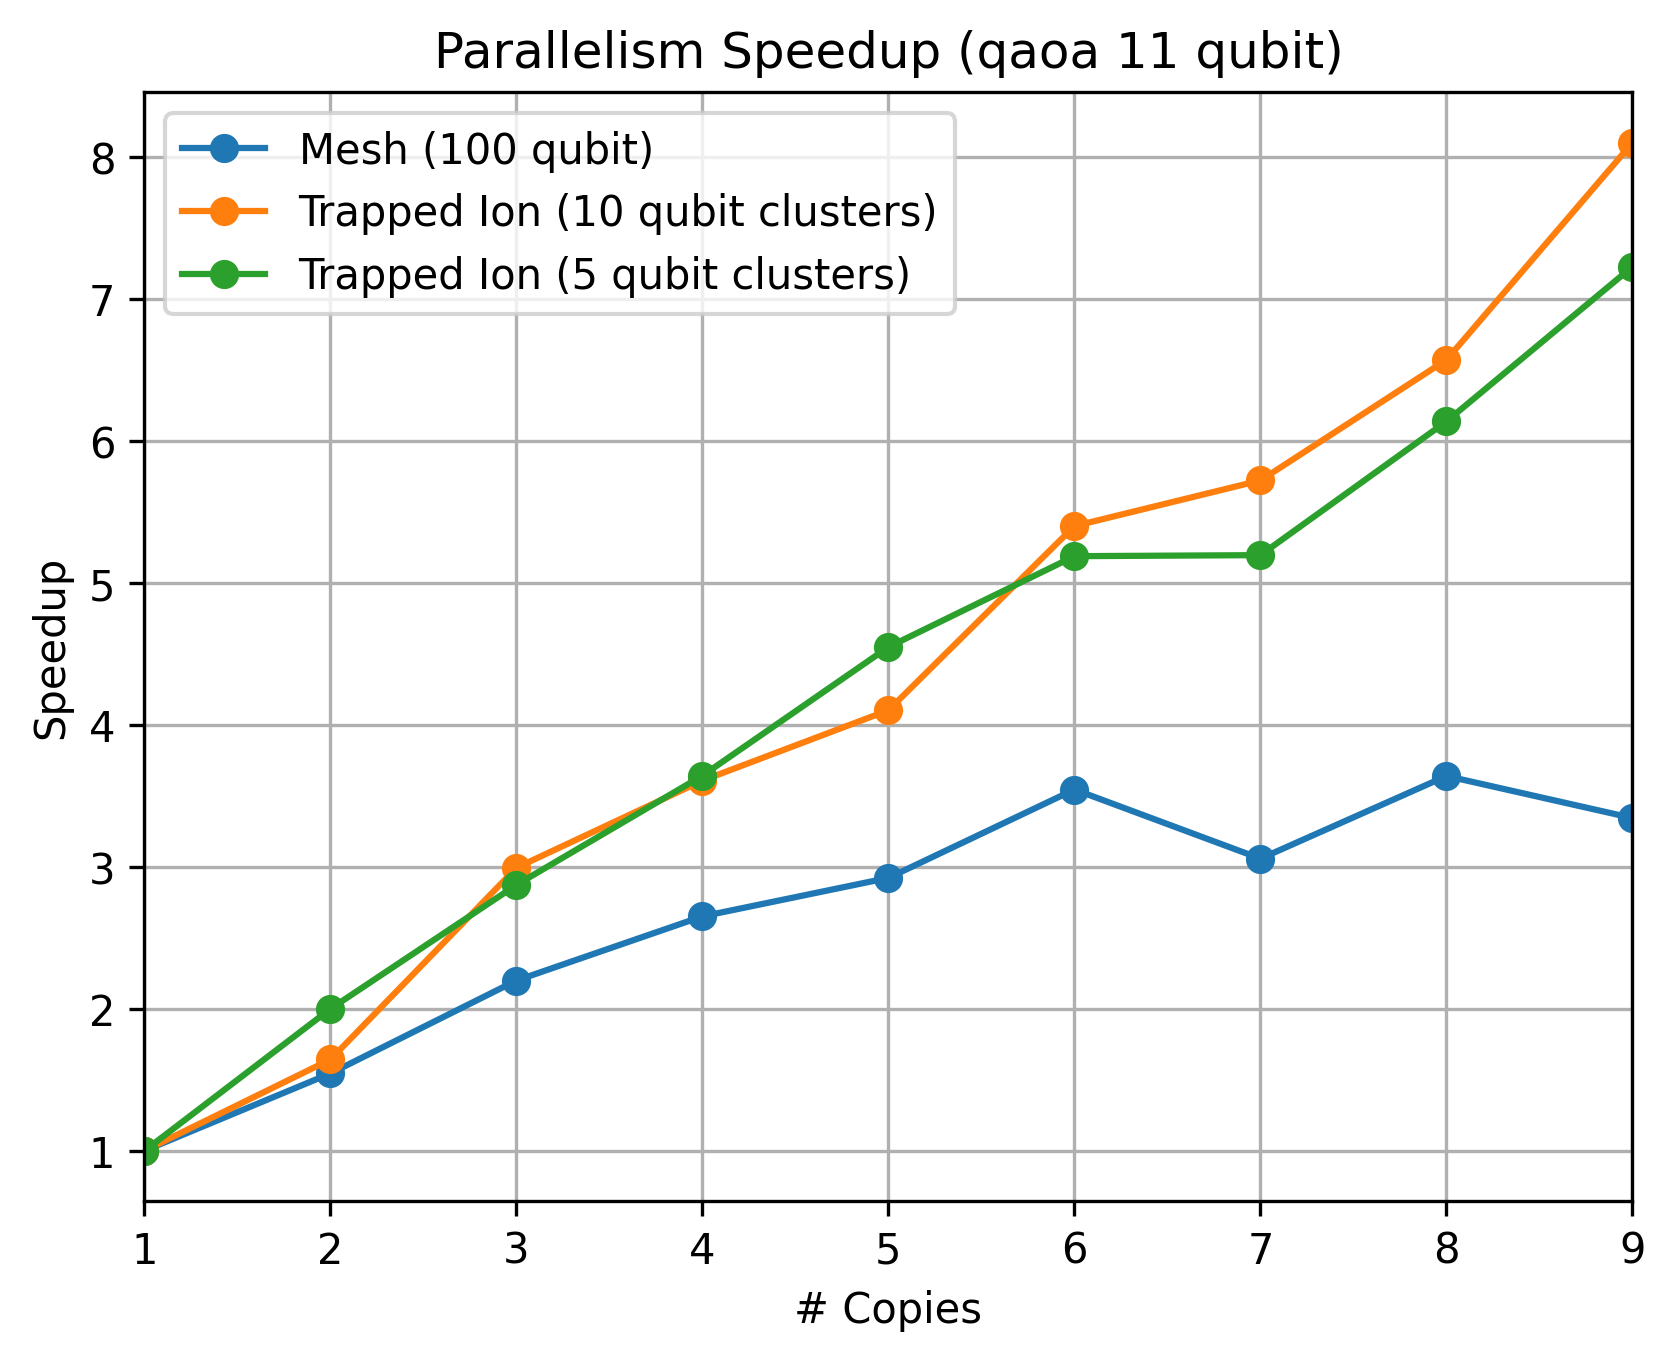 Parallelism Speedup (qaoa 11 qubit)
Mesh (100 qubit)
Trapped Ion (10 qubit clusters)
Trapped Ion (5 qubit clusters)
8
7
6
5
4
3
2
1
Speedup
1 2 3 4 5 6 7 8 9
# Copies